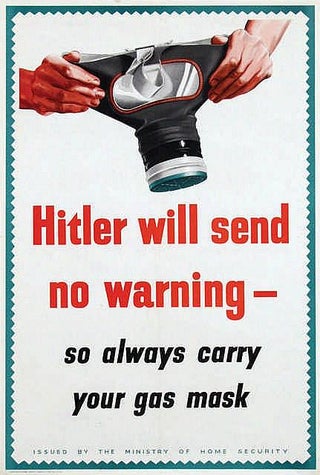 Hitler will send
no warning –
so always carry
your gas mask
ISSUED BY THE MINISTRY OF HOME SECURITY